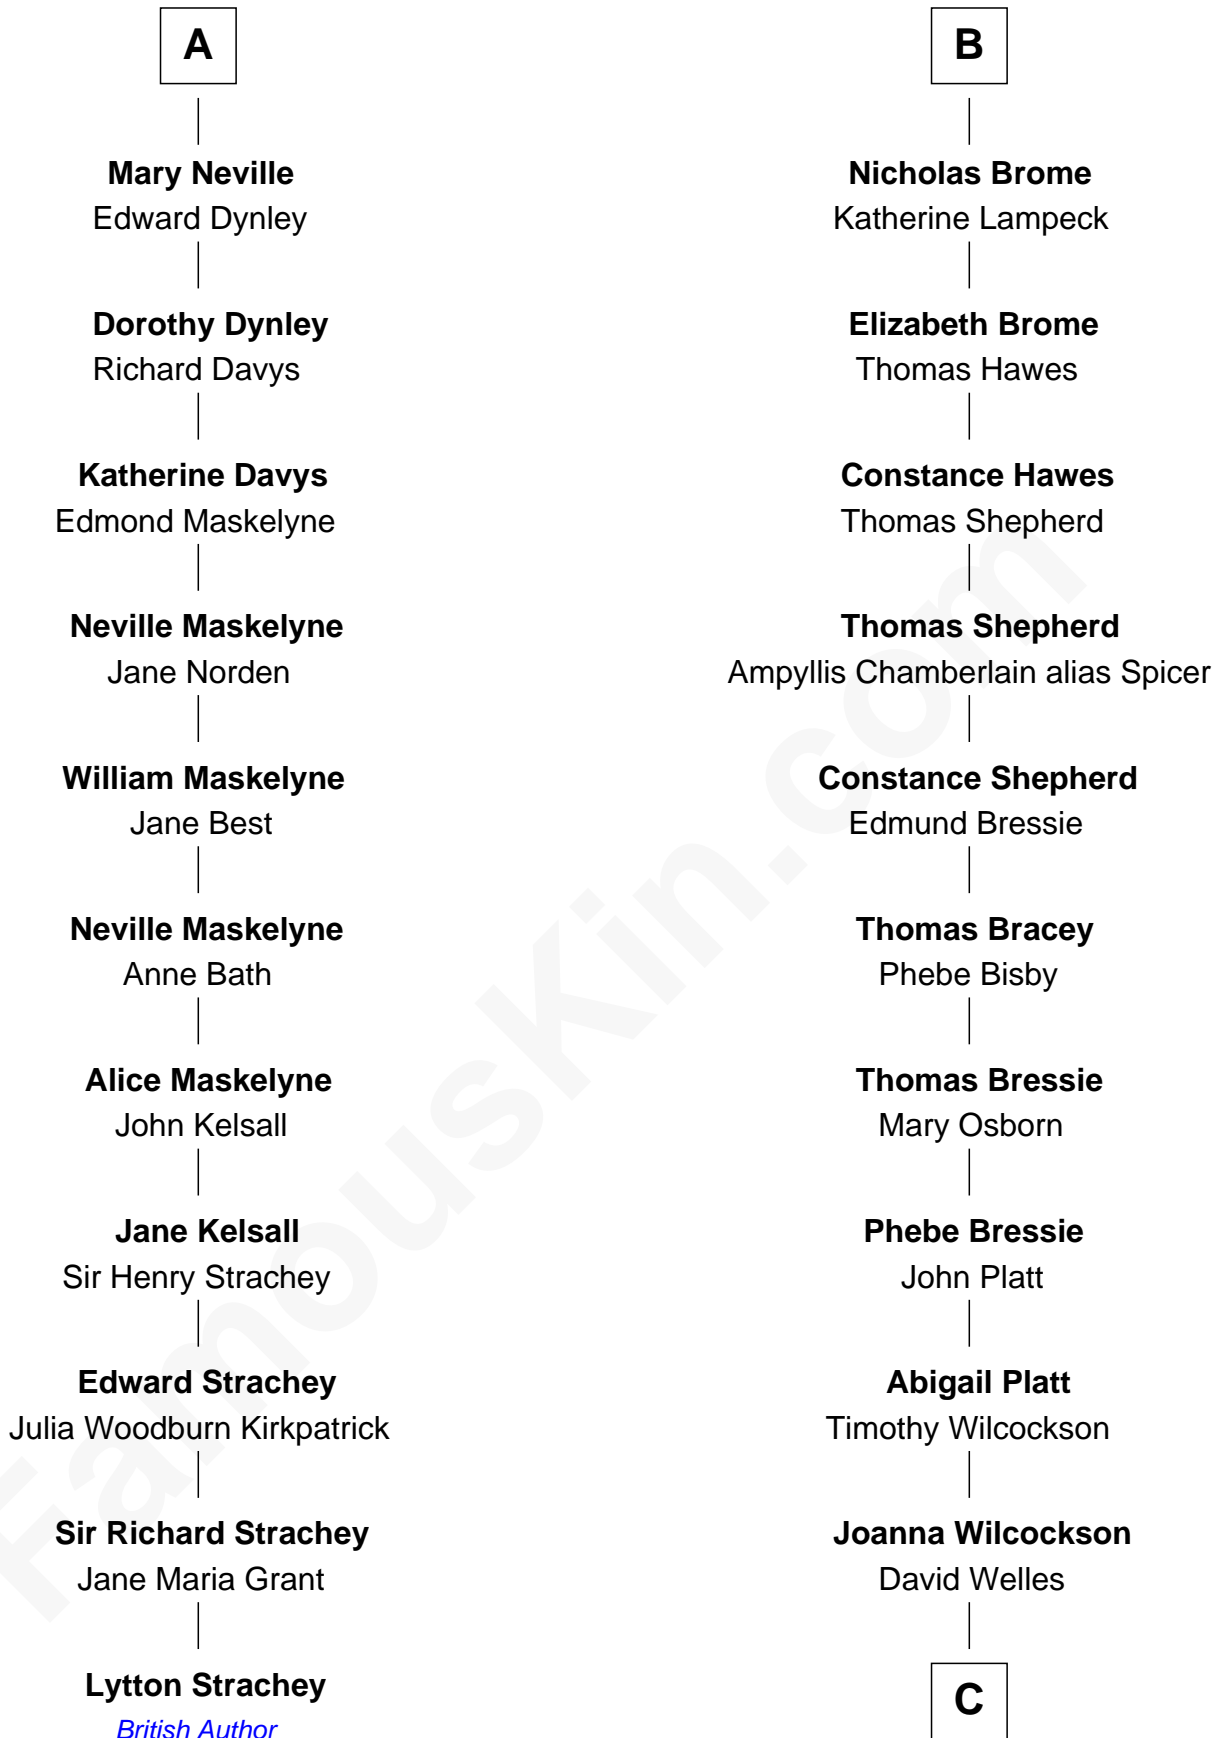 A
Mary Neville
Edward Dynley
Dorothy Dynley
Richard Davys
Katherine Davys
Edmond Maskelyne
Neville Maskelyne
Jane Norden
William Maskelyne
Jane Best
Neville Maskelyne
Anne Bath
Alice Maskelyne
John Kelsall
Jane Kelsall
Sir Henry Strachey
Edward Strachey
Julia Woodburn Kirkpatrick
Sir Richard Strachey
Jane Maria Grant
Lytton Strachey
British Author
B
Nicholas Brome
Katherine Lampeck
Elizabeth Brome
Thomas Hawes
Constance Hawes
Thomas Shepherd
Thomas Shepherd
Ampyllis Chamberlain alias Spicer
Constance Shepherd
Edmund Bressie
Thomas Bracey
Phebe Bisby
Thomas Bressie
Mary Osborn
Phebe Bressie
John Platt
Abigail Platt
Timothy Wilcockson
Joanna Wilcockson
David Welles
C
FamousKin.com